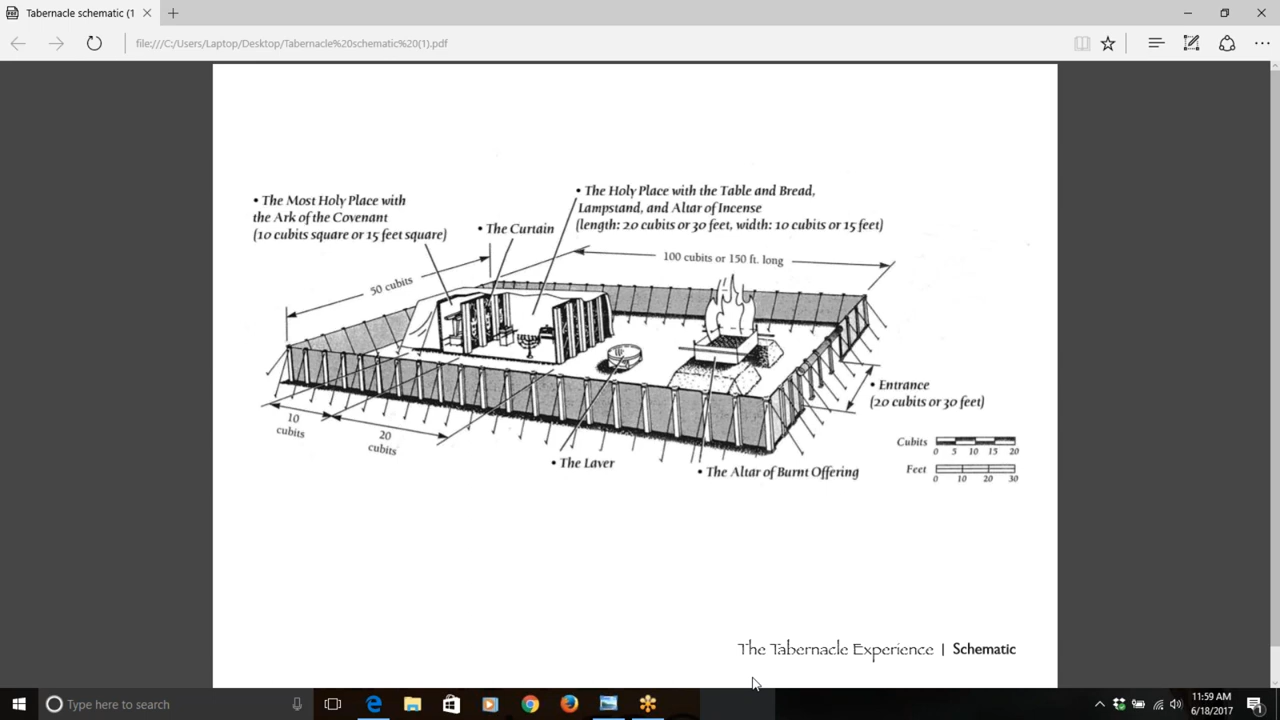 Tabernacle schematic (1
file:///C:/Users/Laptop/Desktop/Tabernacle%20schematic%20(1).pdf
• The Most Holy Place with
the Ark of the Covenant
(10 cubits square or 15 feet square)
• The Curtain
• The Holy Place with the Table and Bread,
Lampstand, and Altar of Incense
(length: 20 cubits or 30 feet, width: 10 cubits or 15 feet)
100 cubits or 150 ft. long
50 cubits
• Entrance
(20 cubits or 30 feet)
10
cubits
20
cubits
• The Laver
• The Altar of Burnt Offering
Cubits
0 5 10 15 20
Feet
0 10 20 30
The Tabernacle Experience | Schematic
Type here to search
11:59 AM
6/18/2017
1